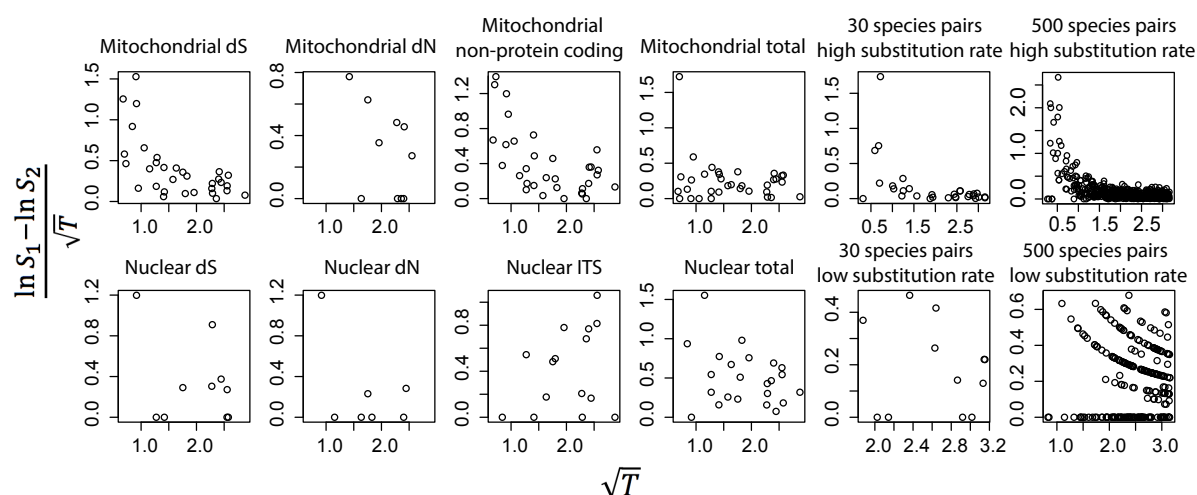 Mitochondrial dS
Mitochondrial dN
Mitochondrial
non-protein coding
Mitochondrial total
30 species pairs
high substitution rate
500 species pairs
high substitution rate
0.0 0.5 1.0 1.5
1.0 2.0
0.0 0.4 0.8
1.0 2.0
0.0 0.4 0.8 1.2
1.0 2.0
0.0 0.5 1.0 1.5
1.0 2.0
0.0 0.5 1.0 1.5
0.5 1.5 2.5
0.0 1.0 2.0
0.5 1.5 2.5
ln S₁ – ln S₂
√T
Nuclear dS
Nuclear dN
Nuclear ITS
Nuclear total
30 species pairs
low substitution rate
500 species pairs
low substitution rate
0.0 0.4 0.8 1.2
1.0 2.0
0.0 0.4 0.8 1.2
1.0 2.0
0.0 0.4 0.8
1.0 2.0
0.0 0.5 1.0 1.5
1.0 2.0
0.0 0.2 0.4
2.0 2.4 2.8 3.2
0.0 0.2 0.4 0.6
1.0 2.0 3.0
√T